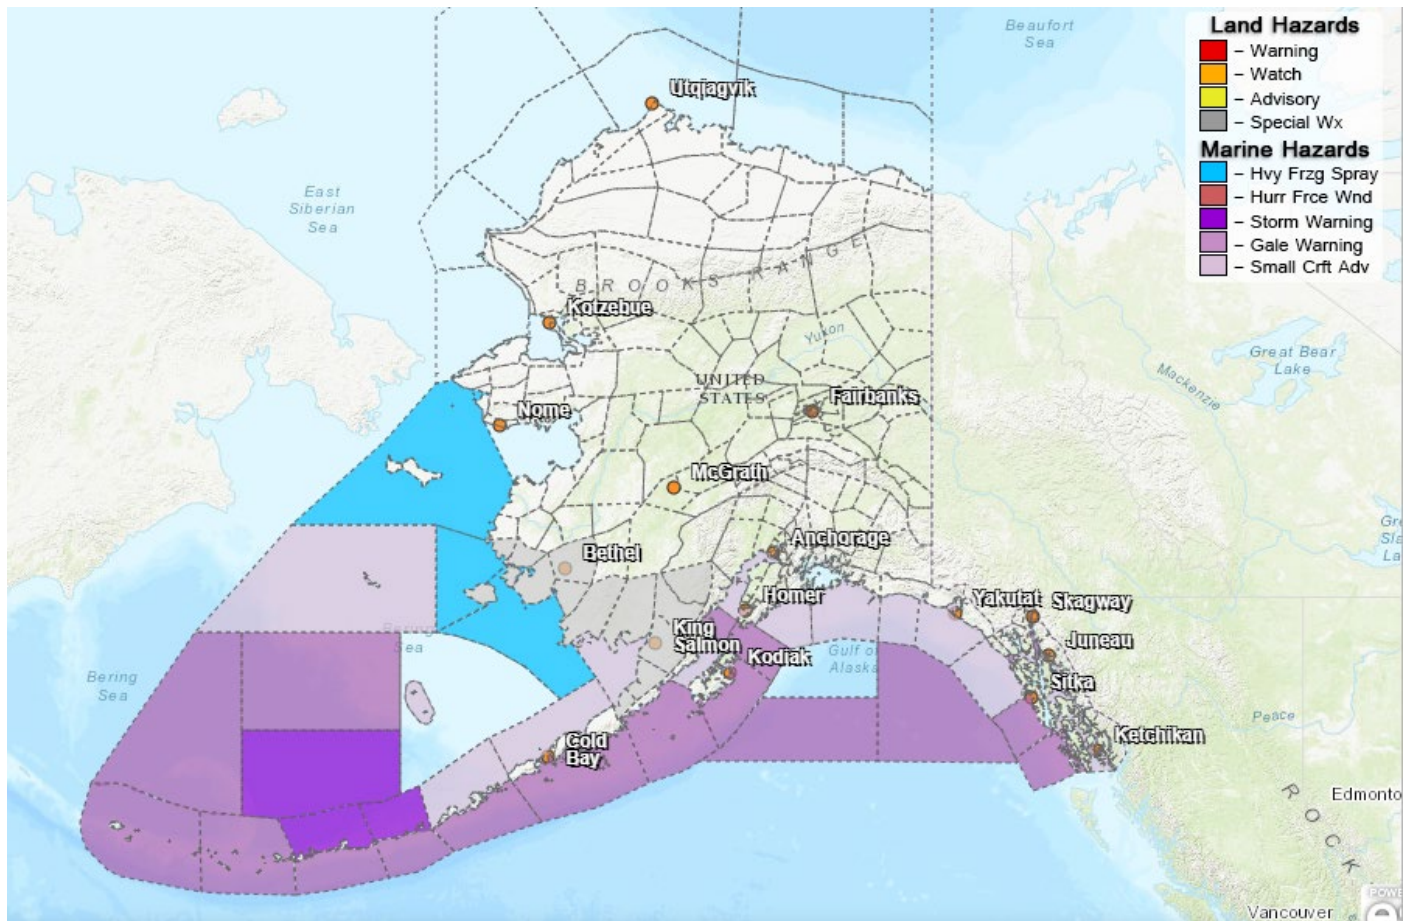 Beaufort
Sea
Land Hazards
– Warning
– Watch
– Advisory
– Special Wx
Marine Hazards
– Hvy Frzg Spray
– Hurr Frce Wnd
– Storm Warning
– Gale Warning
– Small Crft Adv
Utqiagvik
East
Siberian
Sea
BROOKS RANGE
Kotzebue
Yukon
Great Bear
Lake
Mackenzie
UNITED
STATES
Fairbanks
Nome
McGrath
Anchorage
Bethel
Homer
Yakutat
Skagway
King
Salmon
Kodiak
Juneau
Bering
Sea
Gulf of
Alaska
Bering
Sea
Sitka
Peace
Ketchikan
Cold
Bay
Edmonto
ROCK
POWE
Vancouver